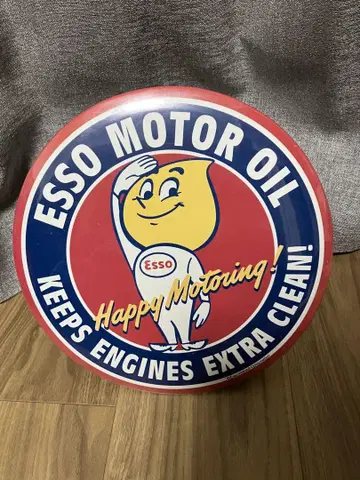 ESSO MOTOR OIL
Esso
Happy Motoring!
KEEPS ENGINES EXTRA CLEAN!